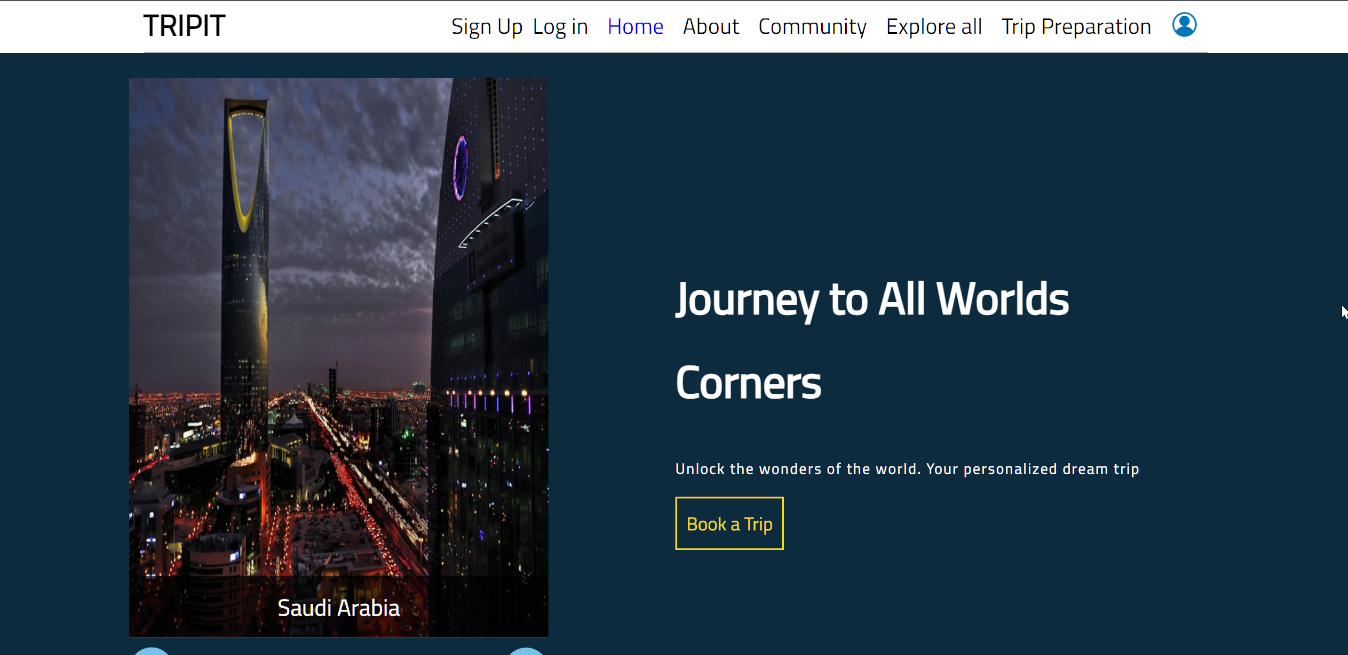 TRIPIT
Sign Up Log in Home About Community Explore all Trip Preparation
Journey to All Worlds
Corners
Unlock the wonders of the world. Your personalized dream trip
Book a Trip
Saudi Arabia